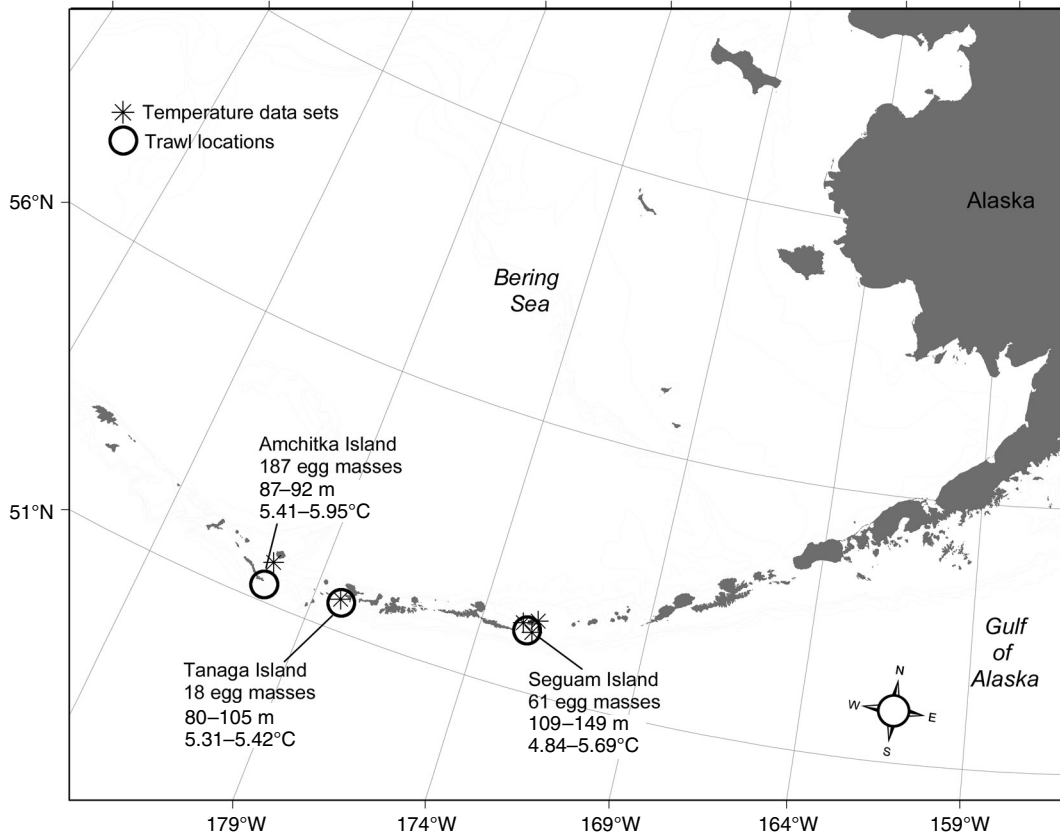 Temperature data sets
Trawl locations
56°N
Alaska
Bering
Sea
Amchitka Island
187 egg masses
87–92 m
5.41–5.95°C
51°N
Tanaga Island
18 egg masses
80–105 m
5.31–5.42°C
Seguam Island
61 egg masses
109–149 m
4.84–5.69°C
Gulf
of
Alaska
N
W
E
S
179°W
174°W
169°W
164°W
159°W